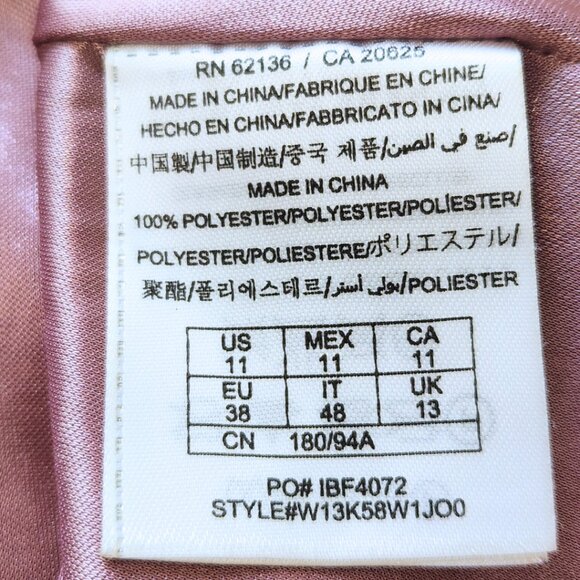 RN 62136 / CA 20625
MADE IN CHINA/FABRIQUE EN CHINE/
HECHO EN CHINA/FABBRICATO IN CINA/
中国製/中国制造/중국 제품/صنع في الصين/
MADE IN CHINA
100% POLYESTER/POLYESTER/POLÍESTER/
POLYESTER/POLIESTERE/ポリエステル/
聚酯/폴리에스테르/بولي أستر/POLIESTER
US MEX CA
11 11 11
EU IT UK
38 48 13
CN 180/94A
PO# IBF4072
STYLE#W13K58W1JO0